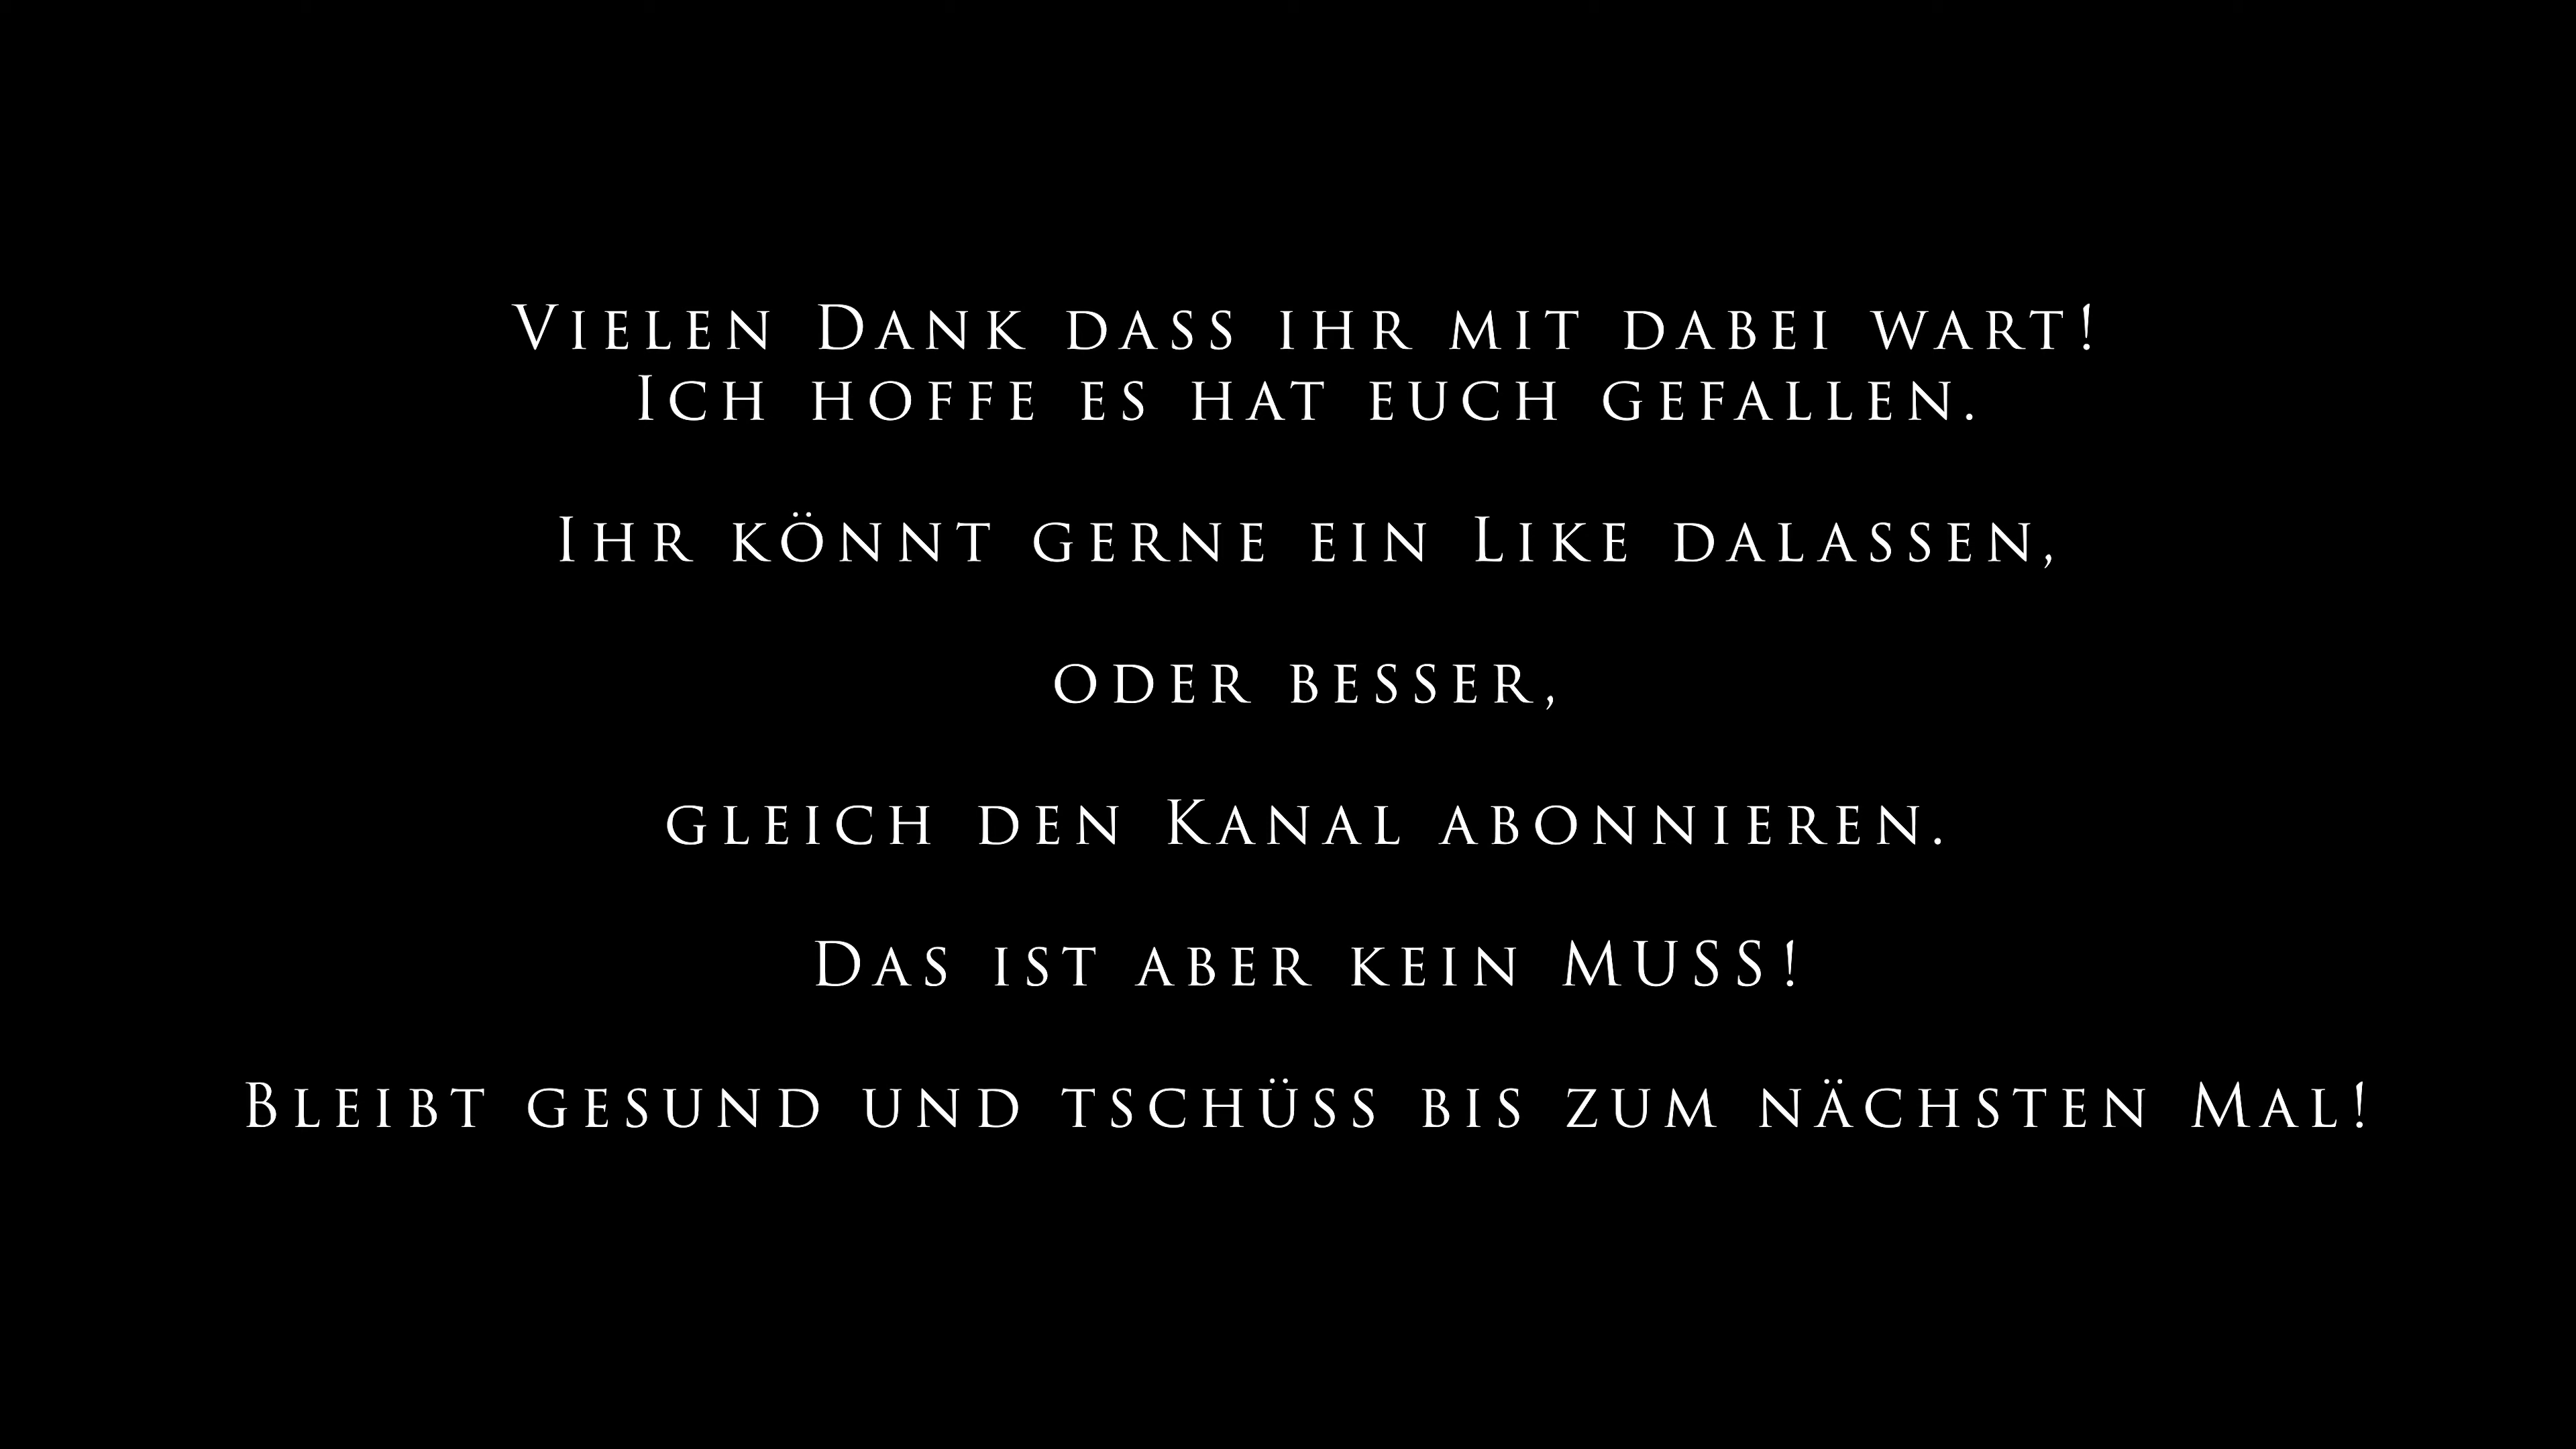 Vielen Dank dass ihr mit dabei wart!
Ich hoffe es hat euch gefallen.
Ihr könnt gerne ein Like dalassen,
oder besser,
gleich den Kanal abonnieren.
Das ist aber kein MUSS!
Bleibt gesund und tschüss bis zum nächsten Mal!